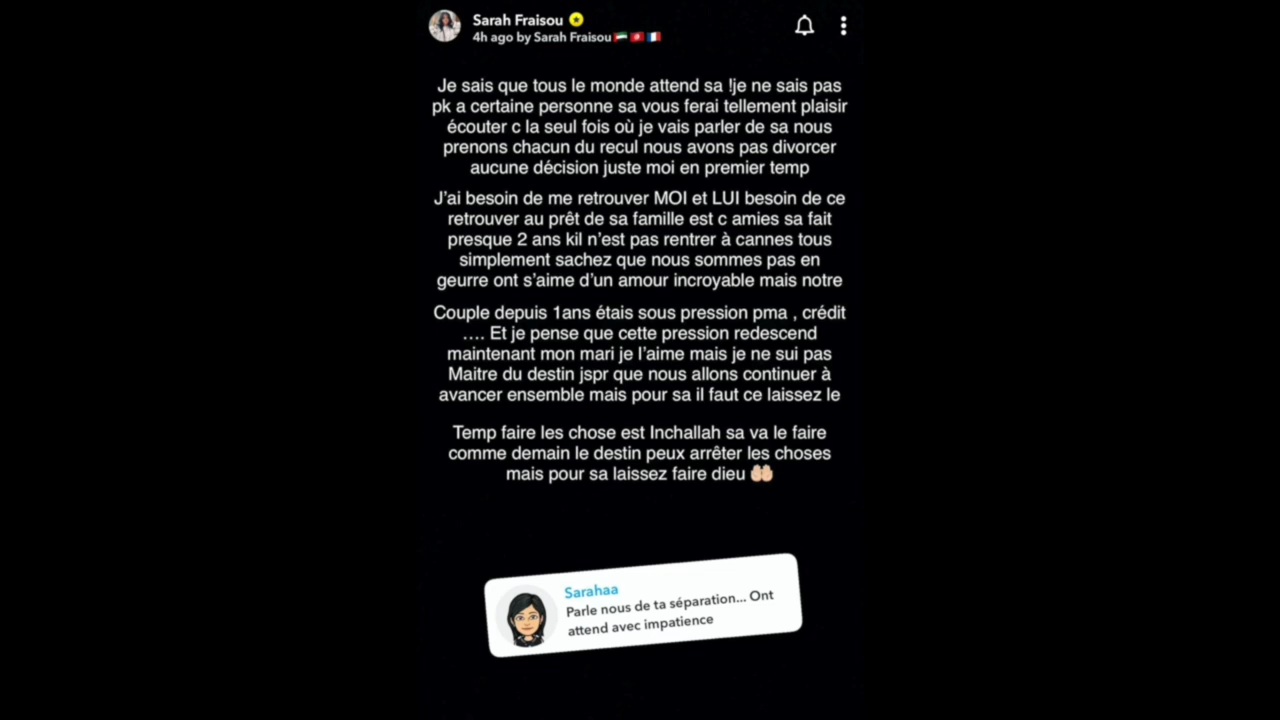 Sarah Fraisou
4h ago by Sarah Fraisou
Je sais que tous le monde attend sa !je ne sais pas
pk a certaine personne sa vous ferai tellement plaisir
écouter c la seul fois où je vais parler de sa nous
prenons chacun du recul nous avons pas divorcer
aucune décision juste moi en premier temp
J'ai besoin de me retrouver MOI et LUI besoin de ce
retrouver au prêt de sa famille est c amies sa fait
presque 2 ans kil n'est pas rentrer à cannes tous
simplement sachez que nous sommes pas en
geurre ont s'aime d'un amour incroyable mais notre
Couple depuis 1ans étais sous pression pma , crédit
.... Et je pense que cette pression redescend
maintenant mon mari je l'aime mais je ne sui pas
Maitre du destin jspr que nous allons continuer à
avancer ensemble mais pour sa il faut ce laissez le
Temp faire les chose est Inchallah sa va le faire
comme demain le destin peux arrêter les choses
mais pour sa laissez faire dieu 🤲🏻
Sarahaa
Parle nous de ta séparation... Ont
attend avec impatience